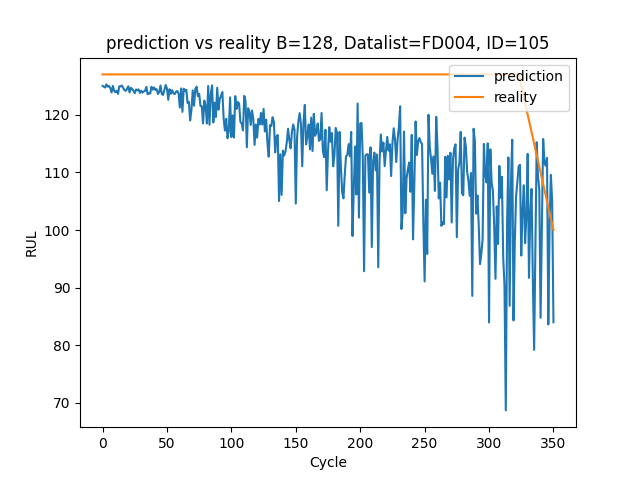 prediction vs reality B=128, Datalist=FD004, ID=105
prediction
reality
RUL
120
110
100
90
80
70
0 50 100 150 200 250 300 350
Cycle